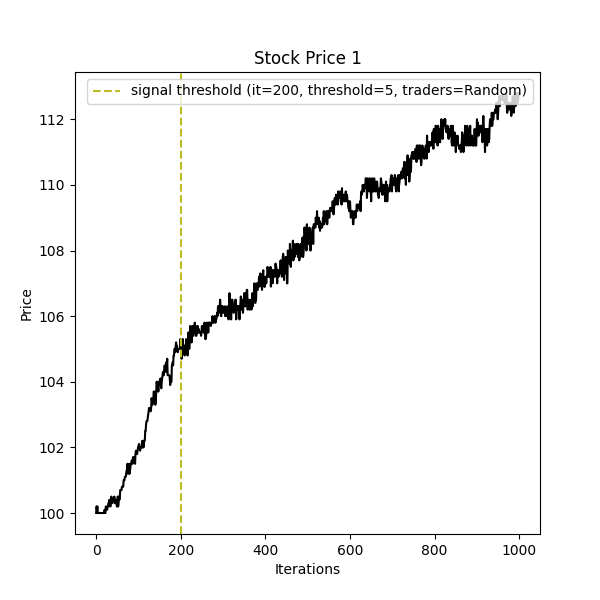 Stock Price 1
signal threshold (it=200, threshold=5, traders=Random)
112
110
108
106
104
102
100
Price
0 200 400 600 800 1000
Iterations